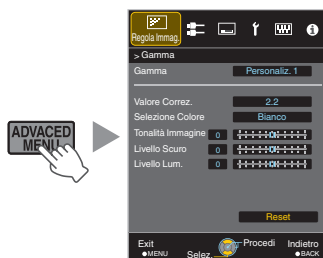 ADVACED
MENU
Regola Immag.
> Gamma
Gamma Personaliz. 1
Valore Correz. 2.2
Selezione Colore Bianco
Tonalità Immagine 0
Livello Scuro 0
Livello Lum. 0
Reset
Exit Procedi Indietro
●MENU Selez. ●BACK